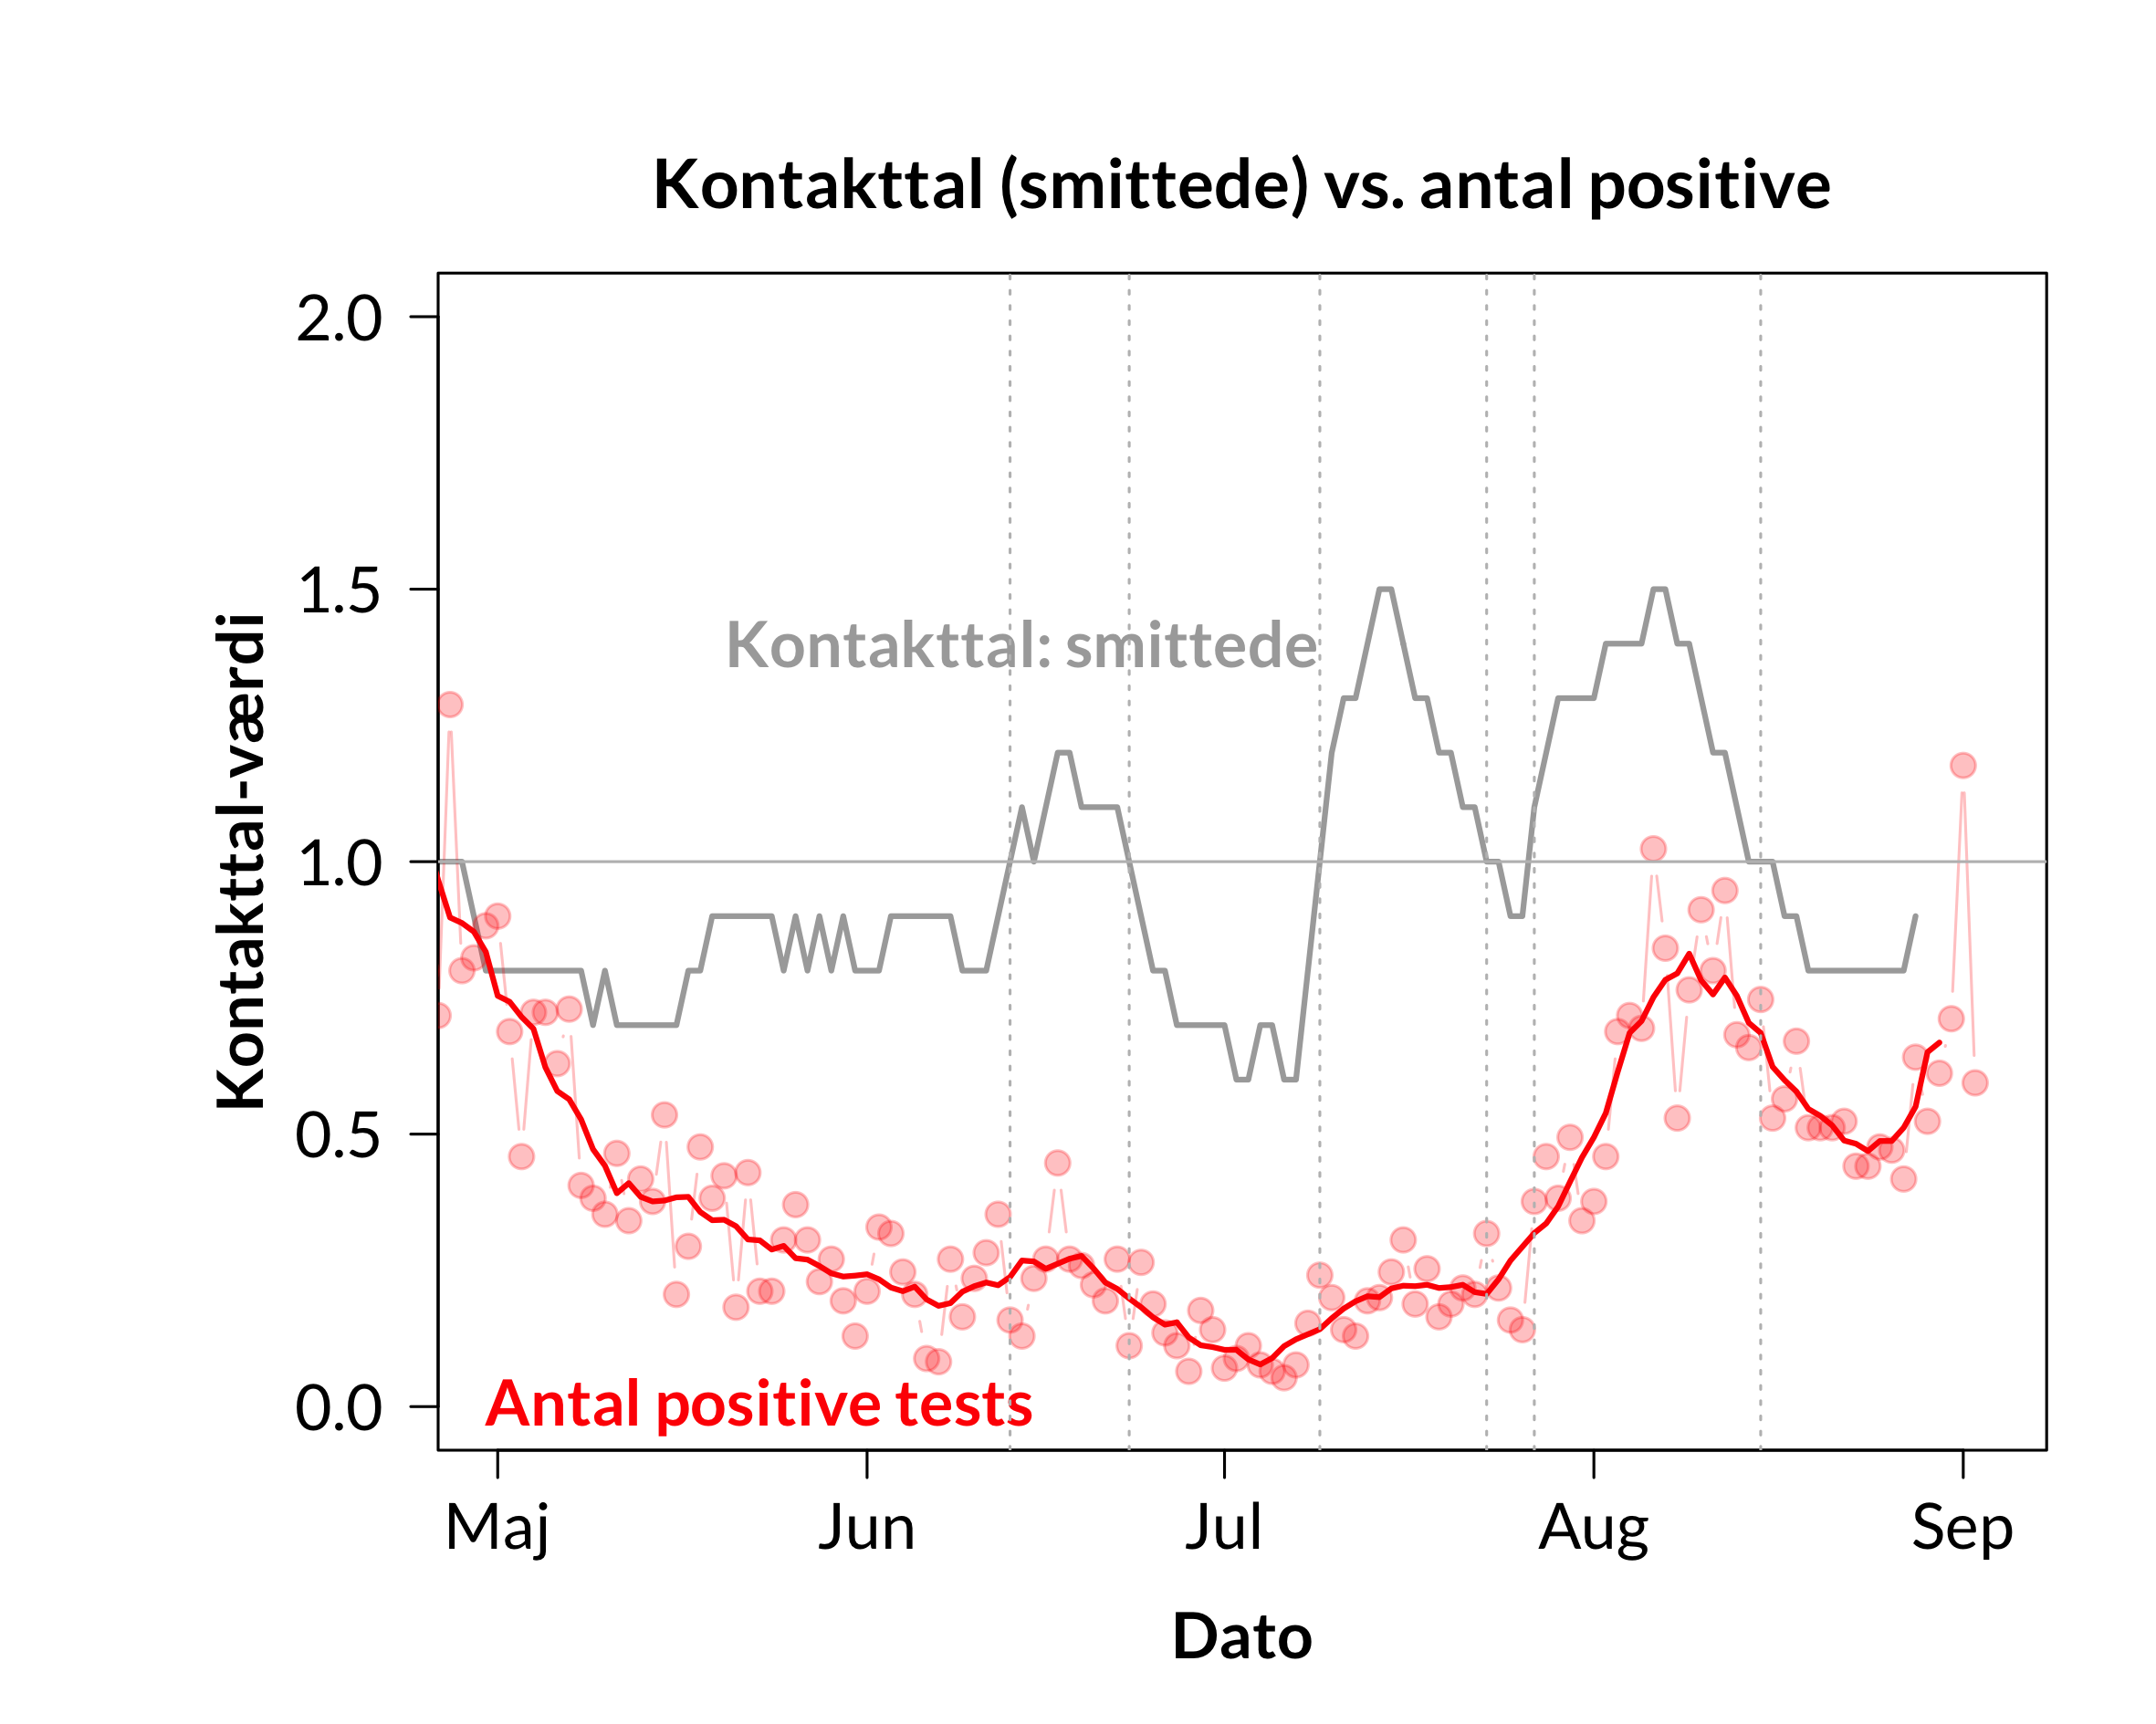 Kontakttal (smittede) vs. antal positive
Kontakttal-værdi
2.0
1.5
1.0
0.5
0.0
Kontakttal: smittede
Antal positive tests
Maj Jun Jul Aug Sep
Dato